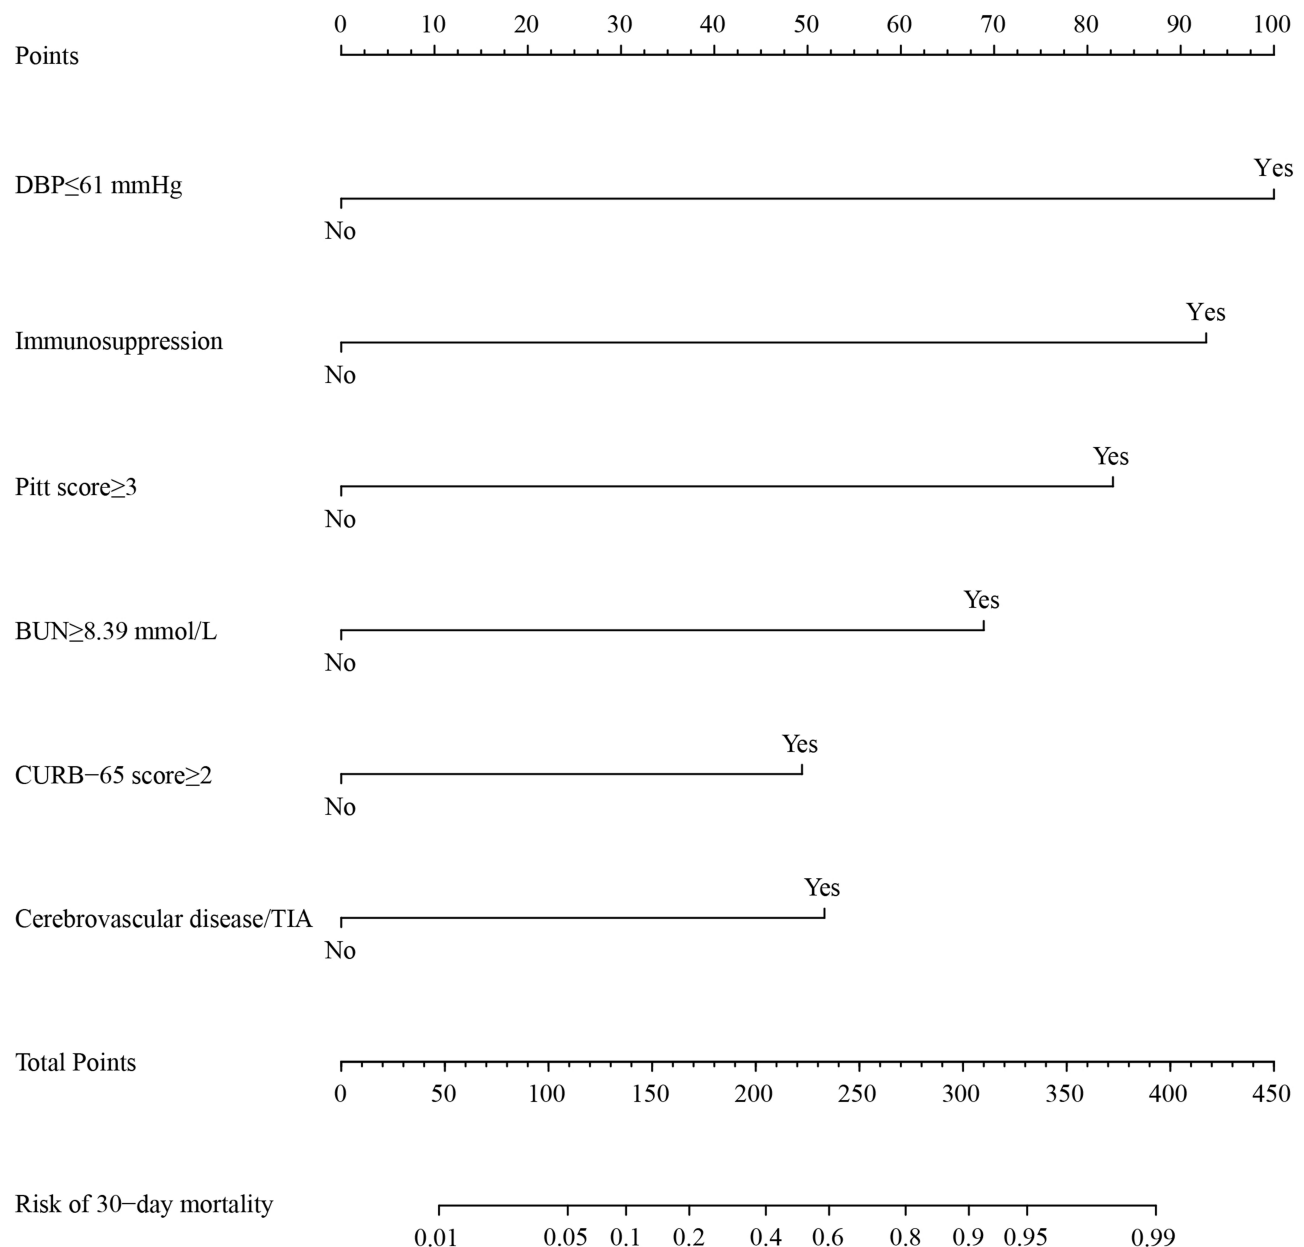 0 10 20 30 40 50 60 70 80 90 100
Points
Yes
DBP≤61 mmHg
No
Yes
Immunosuppression
No
Yes
Pitt score≥3
No
Yes
BUN≥8.39 mmol/L
No
Yes
CURB−65 score≥2
No
Yes
Cerebrovascular disease/TIA
No
Total Points
0 50 100 150 200 250 300 350 400 450
Risk of 30−day mortality
0.01 0.05 0.1 0.2 0.4 0.6 0.8 0.9 0.95 0.99